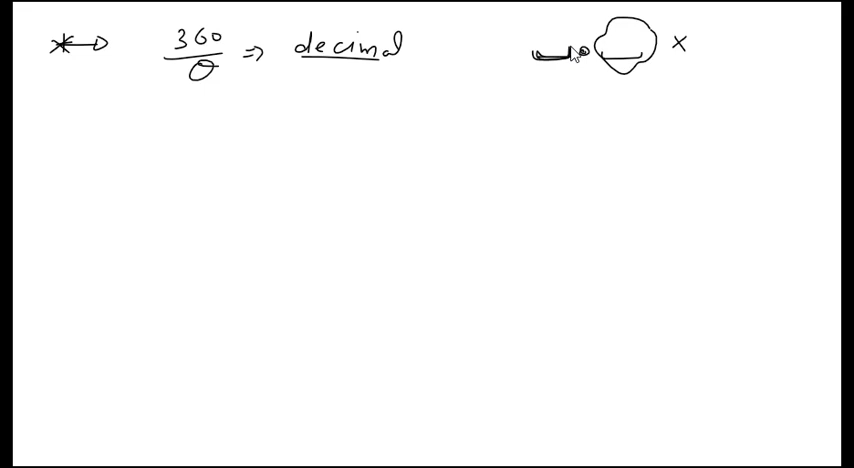 360/θ ⇒ decimal ×